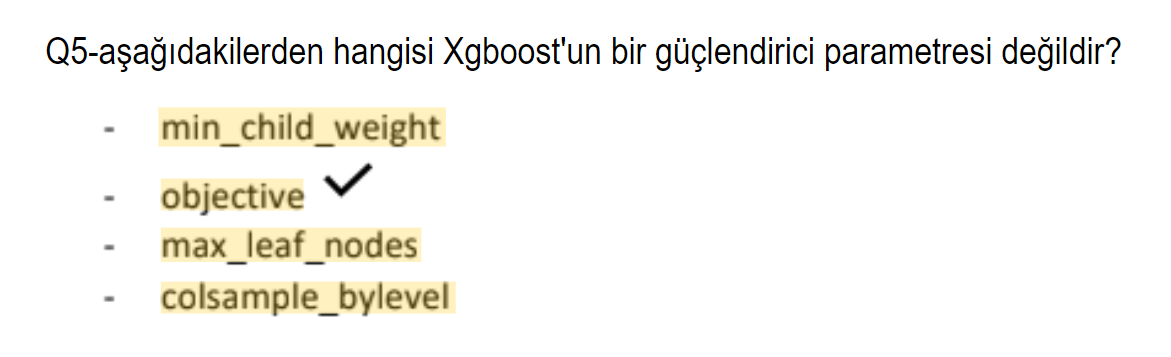 Q5-aşağıdakilerden hangisi Xgboost'un bir güçlendirici parametresi değildir?
- min_child_weight
- objective ✓
- max_leaf_nodes
- colsample_bylevel